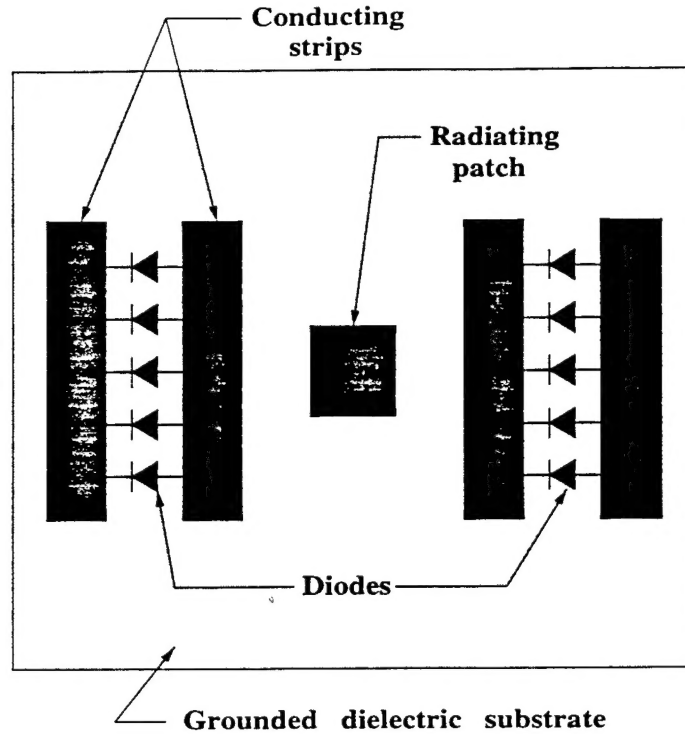 Conducting
strips
Radiating
patch
Diodes
Grounded dielectric substrate